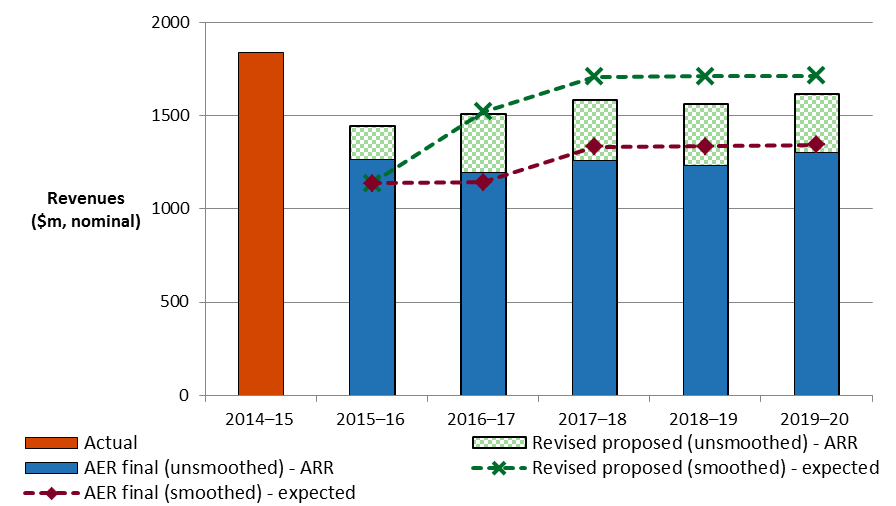 2000
1500
1000
500
0
Revenues
($m, nominal)
2014–15 2015–16 2016–17 2017–18 2018–19 2019–20
Actual
Revised proposed (unsmoothed) - ARR
AER final (unsmoothed) - ARR
Revised proposed (smoothed) - expected
AER final (smoothed) - expected